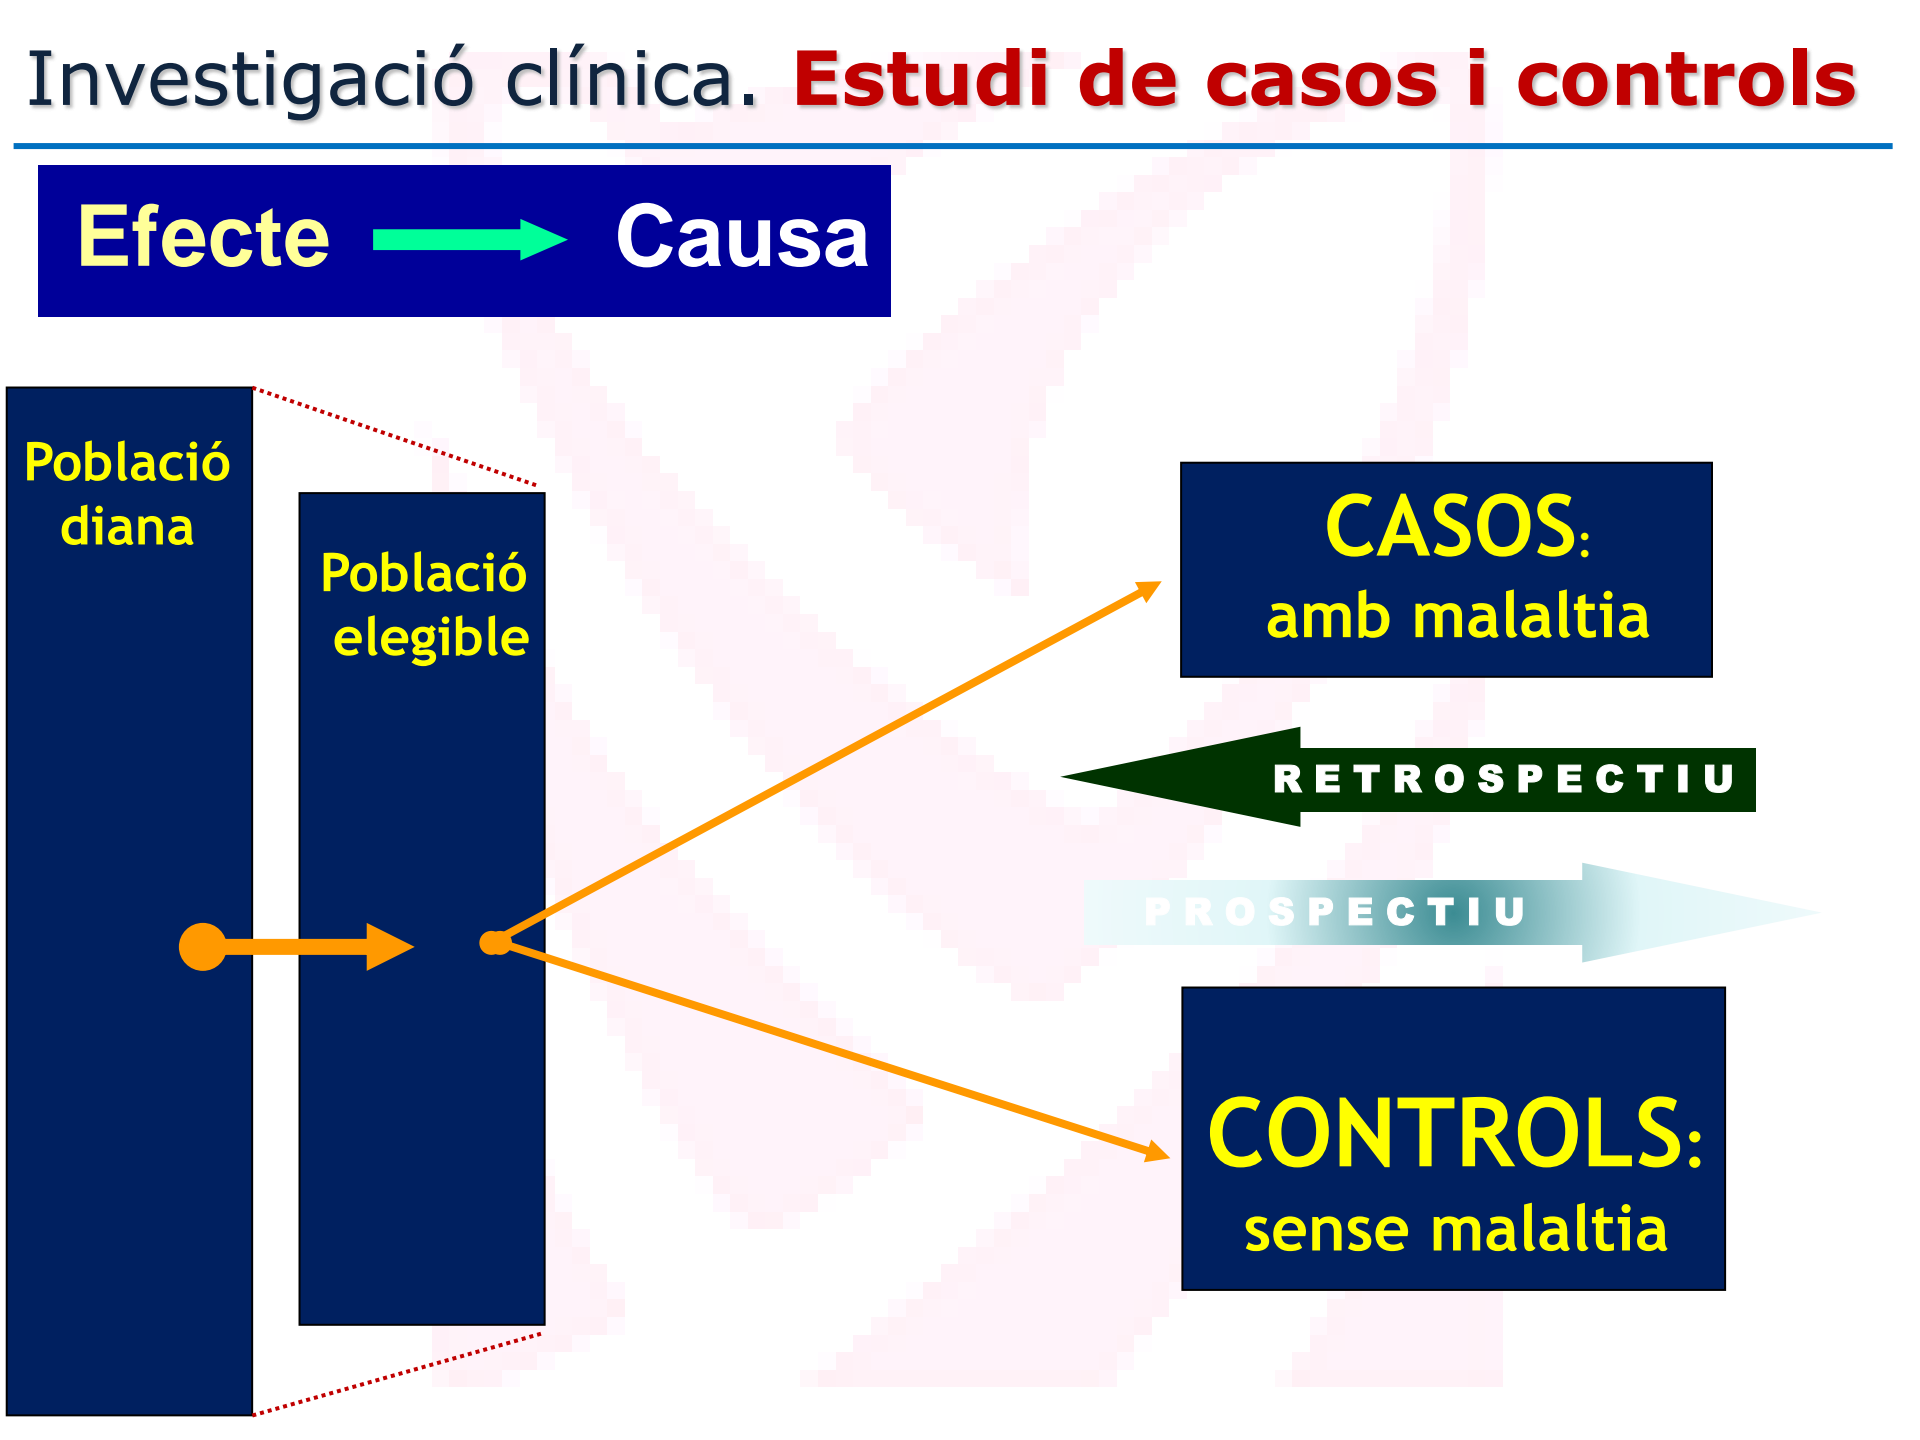 Investigació clínica. Estudi de casos i controls
Efecte Causa
Població
diana
Població
elegible
CASOS:
amb malaltia
RETROSPECTIU
PROSPECTIU
CONTROLS:
sense malaltia